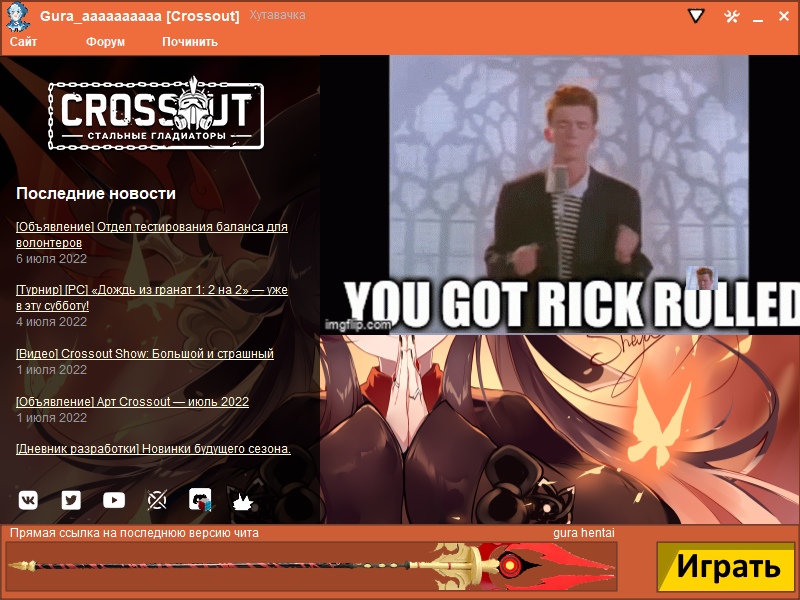 Gura_aaaaaaaaaa [Crossout] Хутавачка
Сайт Форум Починить
CROSSOUT
СТАЛЬНЫЕ ГЛАДИАТОРЫ
Последние новости
[Объявление] Отдел тестирования баланса для
волонтеров
6 июля 2022
[Турнир] [PC] «Дождь из гранат 1: 2 на 2» — уже
в эту субботу!
4 июля 2022
[Видео] Crossout Show: Большой и страшный
1 июля 2022
[Объявление] Арт Crossout — июль 2022
1 июля 2022
[Дневник разработки] Новинки будущего сезона.
YOU GOT RICK ROLLED
imgflip.com
Прямая ссылка на последнюю версию чита
gura hentai
Играть